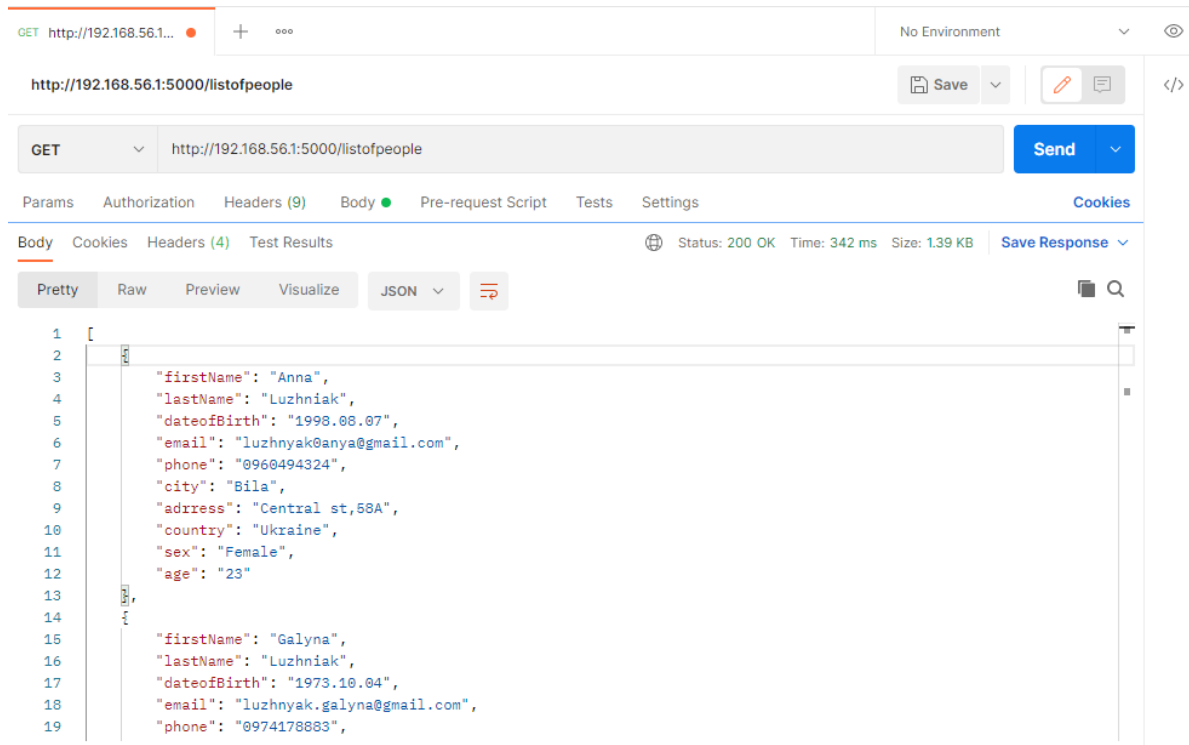 GET http://192.168.56.1... + ooo No Environment
http://192.168.56.1:5000/listofpeople Save </>
GET http://192.168.56.1:5000/listofpeople Send
Params Authorization Headers (9) Body Pre-request Script Tests Settings Cookies
Body Cookies Headers (4) Test Results Status: 200 OK Time: 342 ms Size: 1.39 KB Save Response
Pretty Raw Preview Visualize JSON
1 [
2 {
3 "firstName": "Anna",
4 "lastName": "Luzhniak",
5 "dateofBirth": "1998.08.07",
6 "email": "luzhnyak0anya@gmail.com",
7 "phone": "0960494324",
8 "city": "Bila",
9 "adrress": "Central st,58A",
10 "country": "Ukraine",
11 "sex": "Female",
12 "age": "23"
13 },
14 {
15 "firstName": "Galyna",
16 "lastName": "Luzhniak",
17 "dateofBirth": "1973.10.04",
18 "email": "luzhnyak.galyna@gmail.com",
19 "phone": "0974178883",